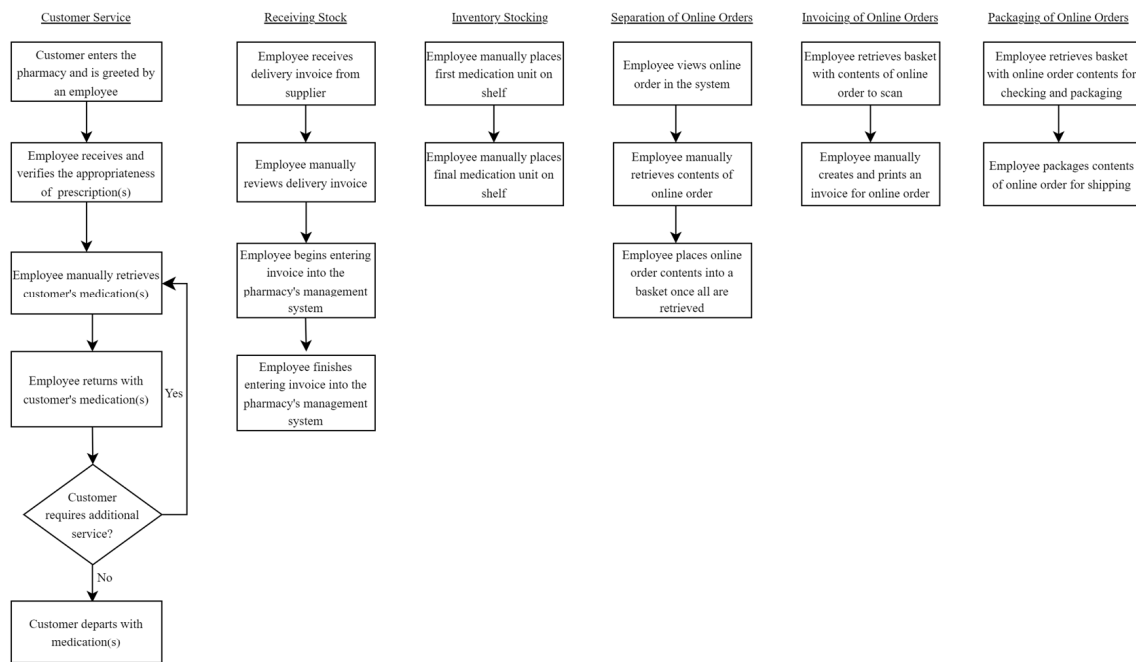 Customer Service
Customer enters the
pharmacy and is greeted by
an employee
Employee receives and
verifies the appropriateness
of prescription(s)
Employee manually retrieves
customer's medication(s)
Employee returns with
customer's medication(s)
Yes
Customer
requires additional
service?
No
Customer departs with
medication(s)
Receiving Stock
Employee receives
delivery invoice from
supplier
Employee manually
reviews delivery invoice
Employee begins entering
invoice into the
pharmacy's management
system
Employee finishes
entering invoice into the
pharmacy's management
system
Inventory Stocking
Employee manually places
first medication unit on
shelf
Employee manually places
final medication unit on
shelf
Separation of Online Orders
Employee views online
order in the system
Employee manually
retrieves contents of
online order
Employee places online
order contents into a
basket once all are
retrieved
Invoicing of Online Orders
Employee retrieves basket
with contents of online
order to scan
Employee manually
creates and prints an
invoice for online order
Packaging of Online Orders
Employee retrieves basket
with online order contents for
checking and packaging
Employee packages contents
of online order for shipping